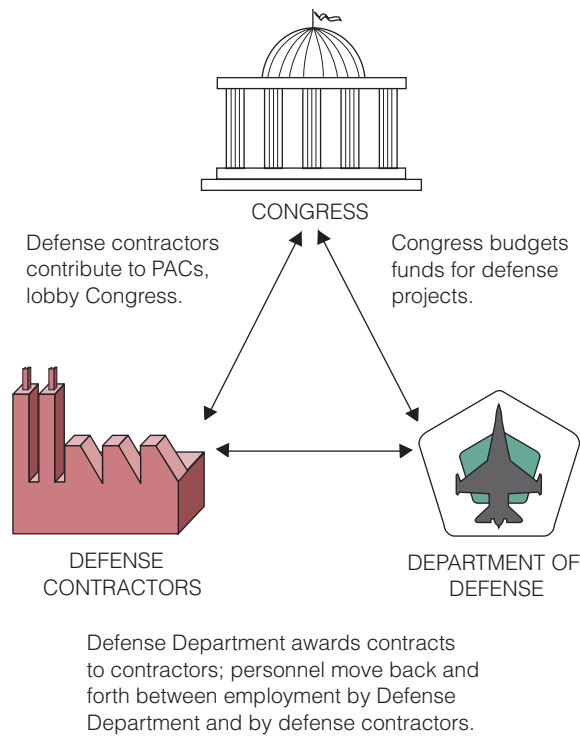 CONGRESS
Defense contractors
contribute to PACs,
lobby Congress.
Congress budgets
funds for defense
projects.
DEFENSE
CONTRACTORS
DEPARTMENT OF
DEFENSE
Defense Department awards contracts
to contractors; personnel move back and
forth between employment by Defense
Department and by defense contractors.